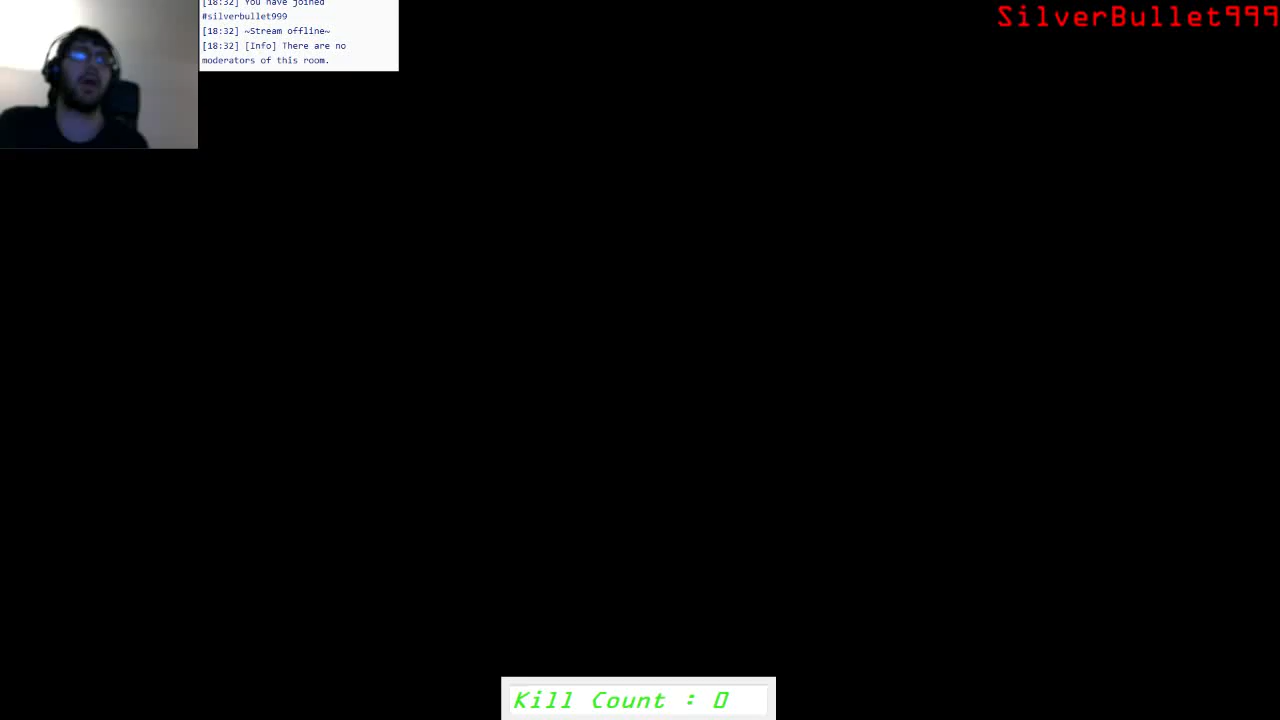 [18:32] You have joined
#silverbullet999
[18:32] ~Stream offline~
[18:32] [Info] There are no
moderators of this room.
SilverBullet999
Kill Count : 0